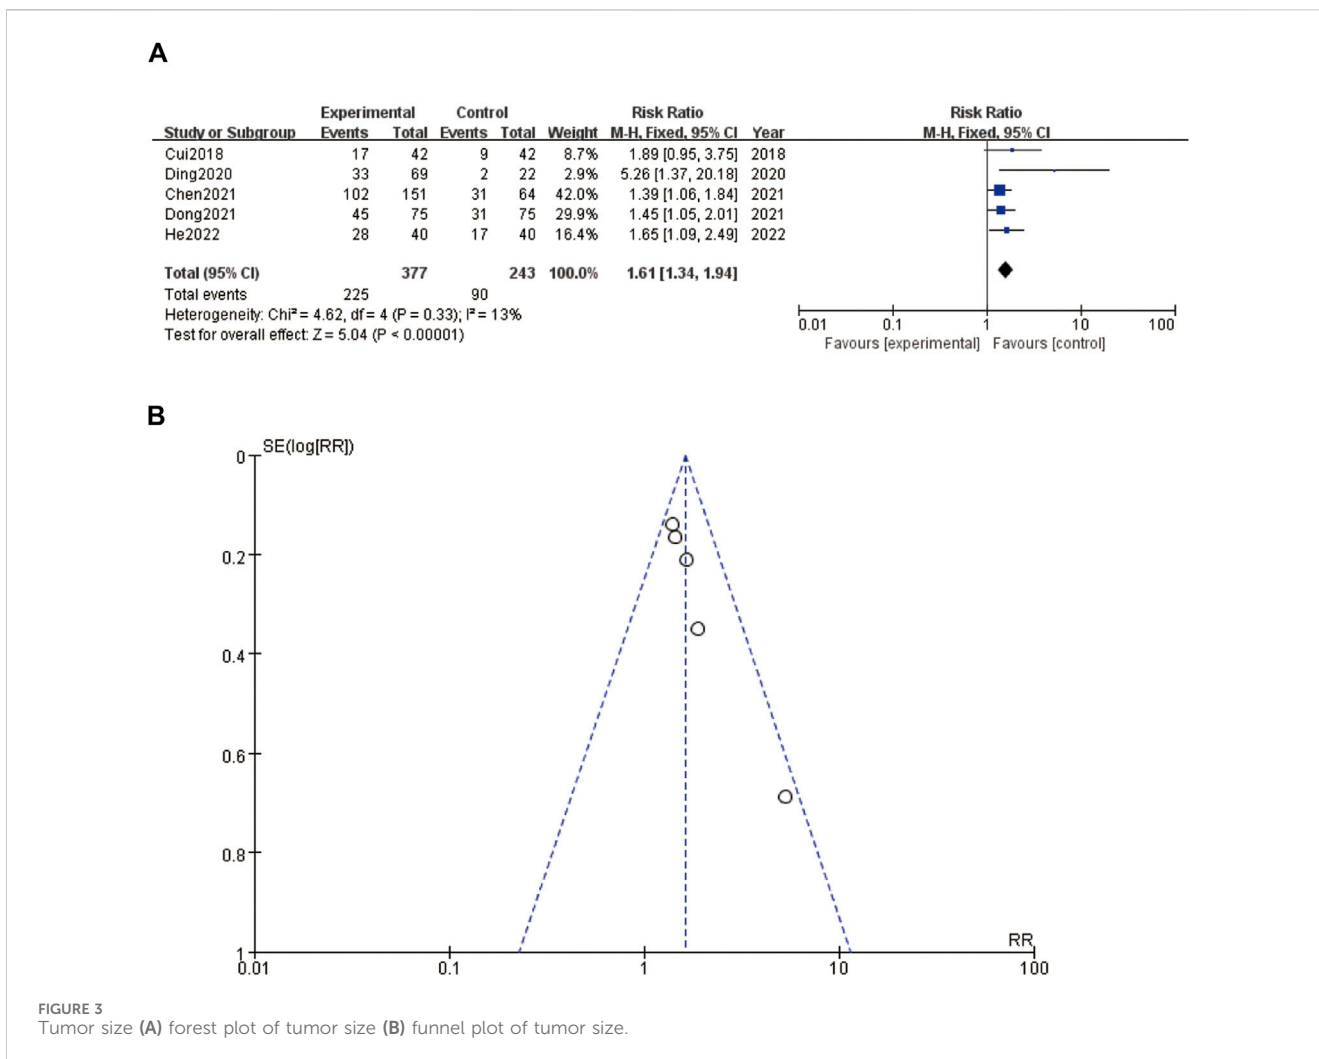 A
Experimental Control Risk Ratio Risk Ratio
Study or Subgroup Events Total Events Total Weight M-H, Fixed, 95% CI Year M-H, Fixed, 95% CI
Cui2018 17 42 9 42 8.7% 1.89 [0.95, 3.75] 2018
Ding2020 33 69 2 22 2.9% 5.26 [1.37, 20.18] 2020
Chen2021 102 151 31 64 42.0% 1.39 [1.06, 1.84] 2021
Dong2021 45 75 31 75 29.9% 1.45 [1.05, 2.01] 2021
He2022 28 40 17 40 16.4% 1.65 [1.09, 2.49] 2022
Total (95% CI) 377 243 100.0% 1.61 [1.34, 1.94]
Total events 225 90
Heterogeneity: Chi² = 4.62, df = 4 (P = 0.33); I² = 13%
Test for overall effect: Z = 5.04 (P < 0.00001)
0.01 0.1 1 10 100
Favours [experimental] Favours [control]
B
SE(log[RR])
0
0.2
0.4
0.6
0.8
1
RR
0.01 0.1 1 10 100
FIGURE 3
Tumor size (A) forest plot of tumor size (B) funnel plot of tumor size.